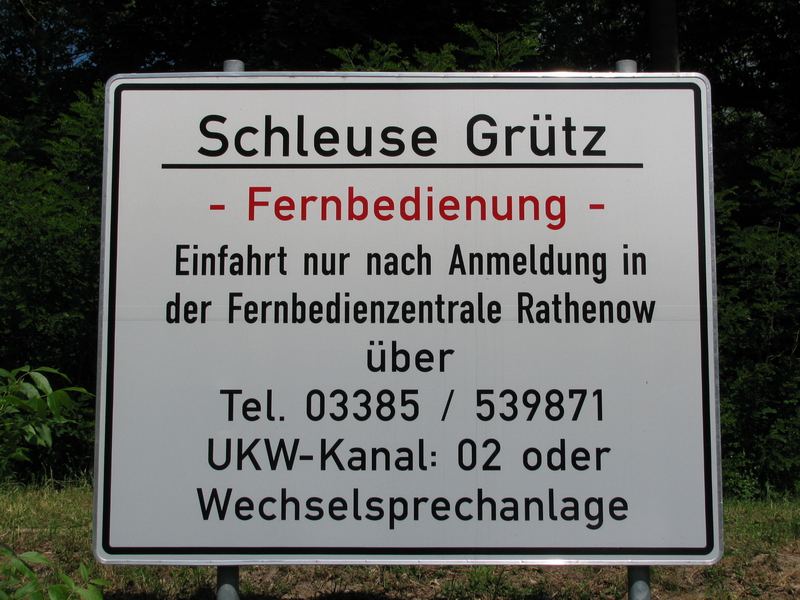 Schleuse Grütz
- Fernbedienung -
Einfahrt nur nach Anmeldung in
der Fernbedienzentrale Rathenow
über
Tel. 03385 / 539871
UKW-Kanal: 02 oder
Wechselsprechanlage